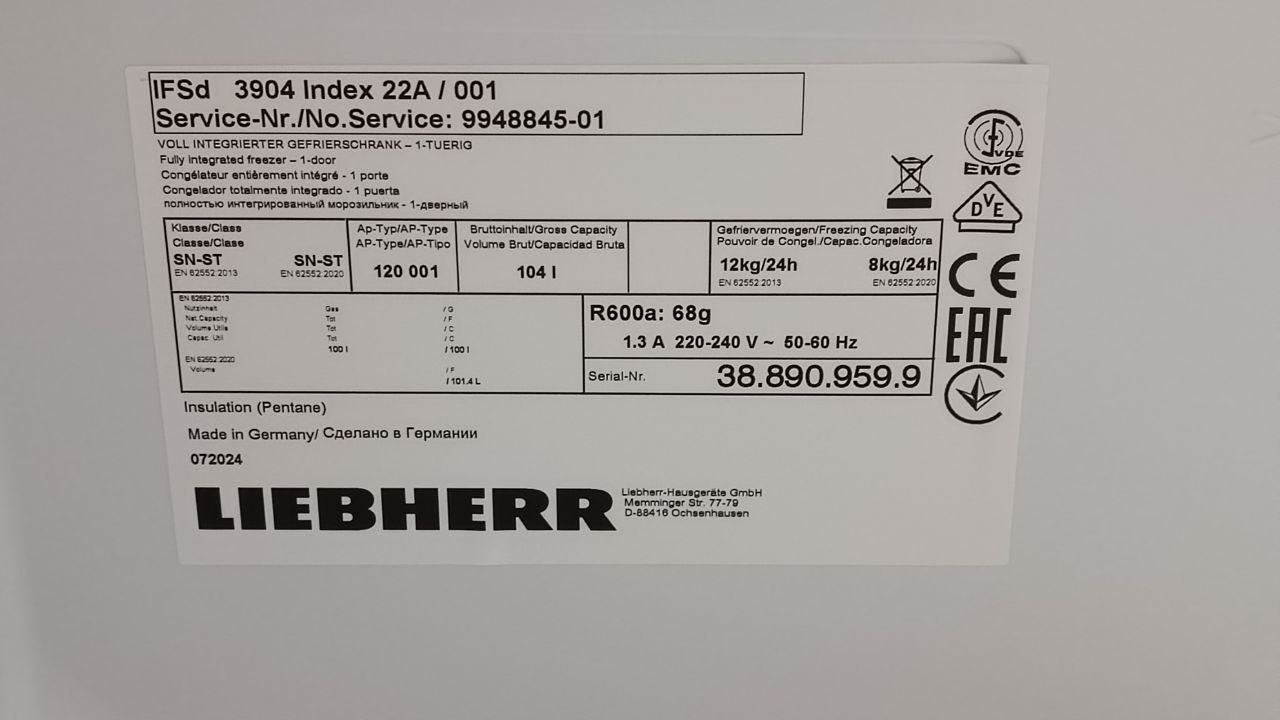 IFSd 3904 Index 22A / 001
Service-Nr./No.Service: 9948845-01
VOLL INTEGRIERTER GEFRIERSCHRANK – 1-TUERIG
Fully integrated freezer – 1-door
Congélateur entièrement intégré - 1 porte
Congelador totalmente integrado - 1 puerta
полностью интегрированный морозильник - 1-дверный
VDE
EMC
DVE
Klasse/Class
Classe/Clase
SN-ST SN-ST
EN 62552:2013 EN 62552:2020
Ap-Typ/AP-Type
AP-Type/AP-Tipo
120 001
Bruttoinhalt/Gross Capacity
Volume Brut/Capacidad Bruta
104 l
Gefriervermoegen/Freezing Capacity
Pouvoir de Congel./Capac.Congeladora
12kg/24h 8kg/24h
EN 62552:2013 EN 62552:2020
CE
EAC
EN 62552:2013
Nutzinhalt Ges /G
Net.Capacity Tot /F
Volume Utile Tot /C
Capac. Util Tot /C
100 l /100 l
EN 62552:2020
Volume /F
/101.4 L
R600a: 68g
1.3 A 220-240 V ~ 50-60 Hz
Serial-Nr. 38.890.959.9
Insulation (Pentane)
Made in Germany/ Сделано в Германии
072024
LIEBHERR
Liebherr-Hausgeräte GmbH
Memminger Str. 77-79
D-88416 Ochsenhausen